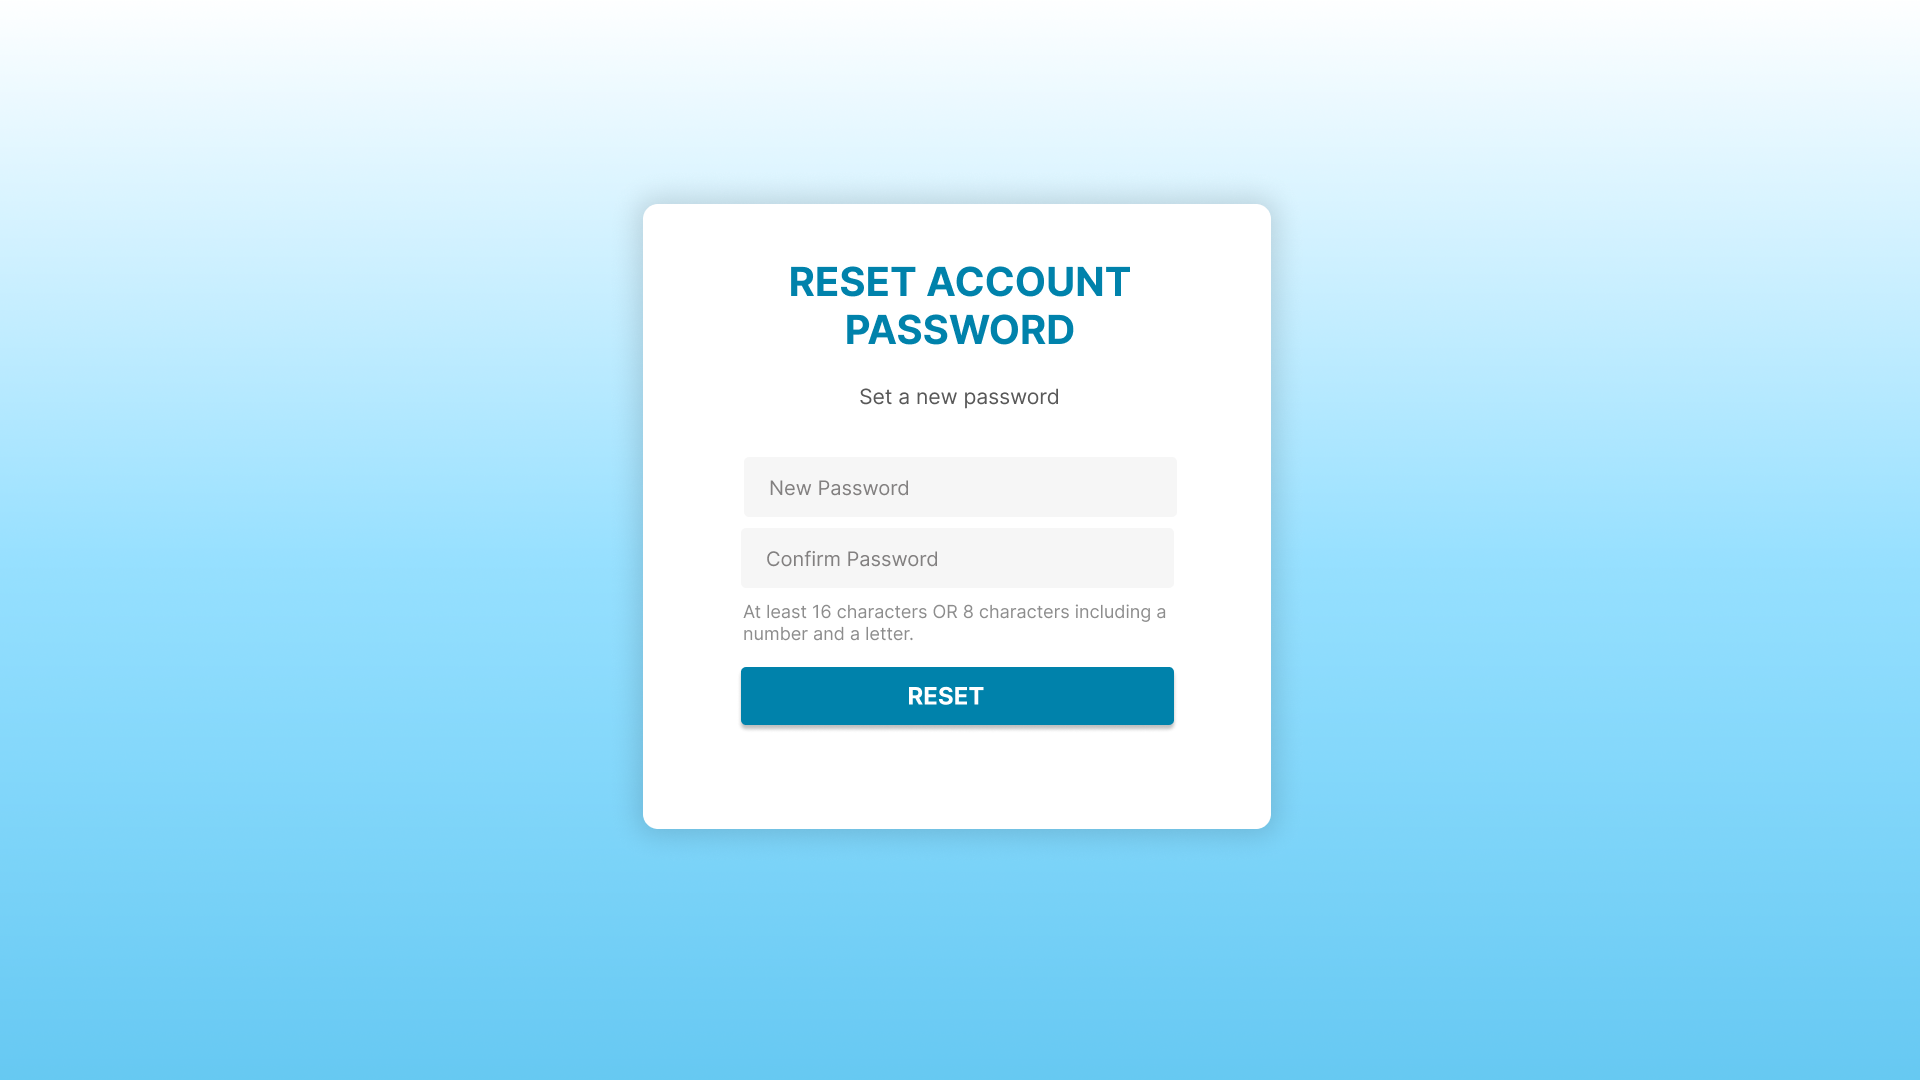 RESET ACCOUNT
PASSWORD
Set a new password
New Password
Confirm Password
At least 16 characters OR 8 characters including a
number and a letter.
RESET